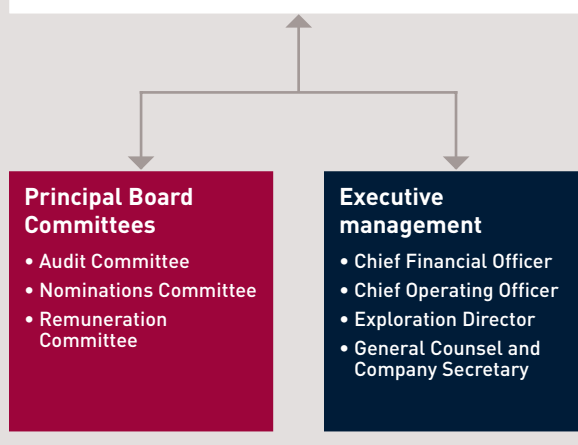 Principal Board
Committees
• Audit Committee
• Nominations Committee
• Remuneration
Committee
Executive
management
• Chief Financial Officer
• Chief Operating Officer
• Exploration Director
• General Counsel and
Company Secretary